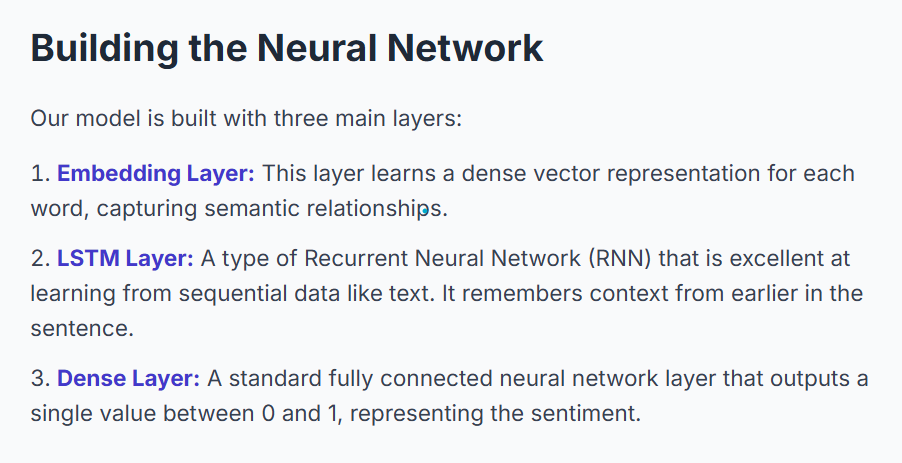 Building the Neural Network
Our model is built with three main layers:
1. Embedding Layer: This layer learns a dense vector representation for each
word, capturing semantic relationships.
2. LSTM Layer: A type of Recurrent Neural Network (RNN) that is excellent at
learning from sequential data like text. It remembers context from earlier in the
sentence.
3. Dense Layer: A standard fully connected neural network layer that outputs a
single value between 0 and 1, representing the sentiment.